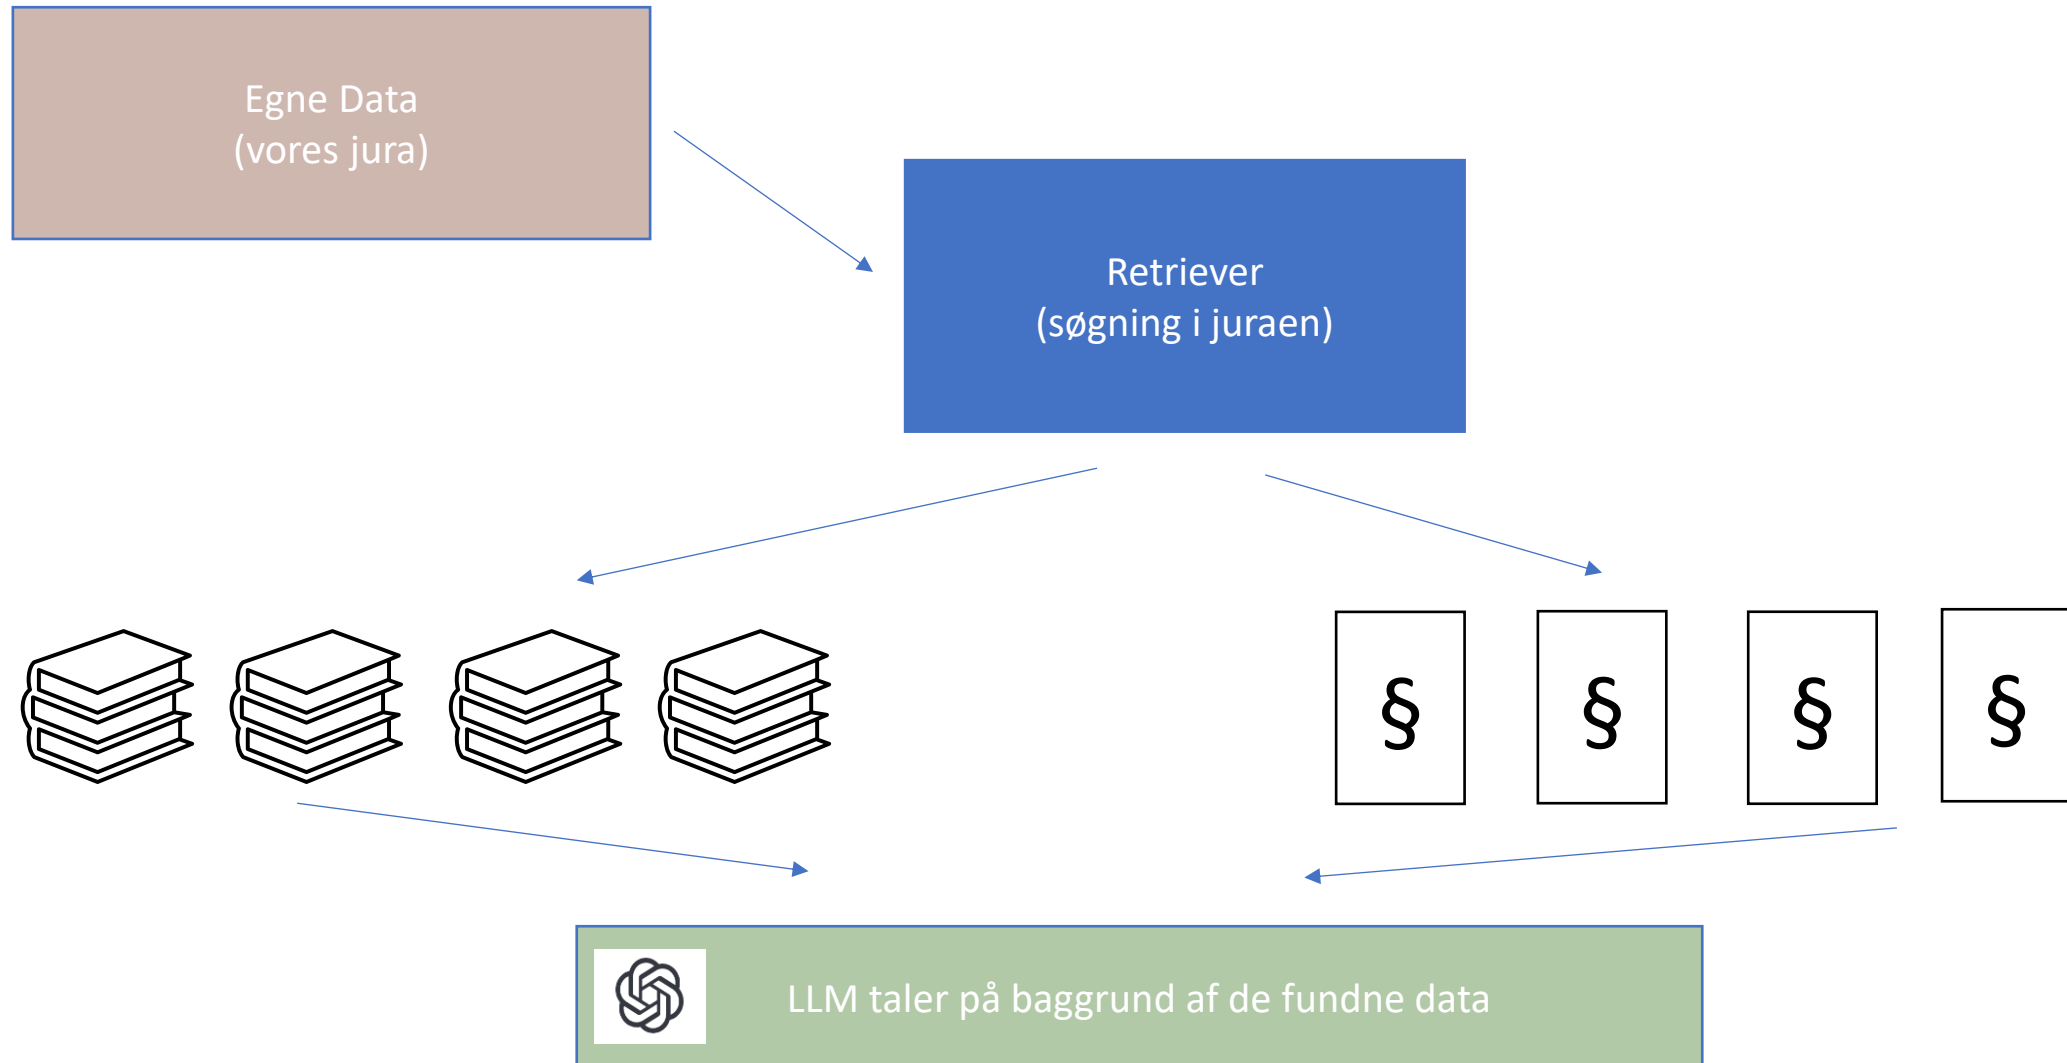 Egne Data
(vores jura)
Retriever
(søgning i juraen)
§ § § §
LLM taler på baggrund af de fundne data